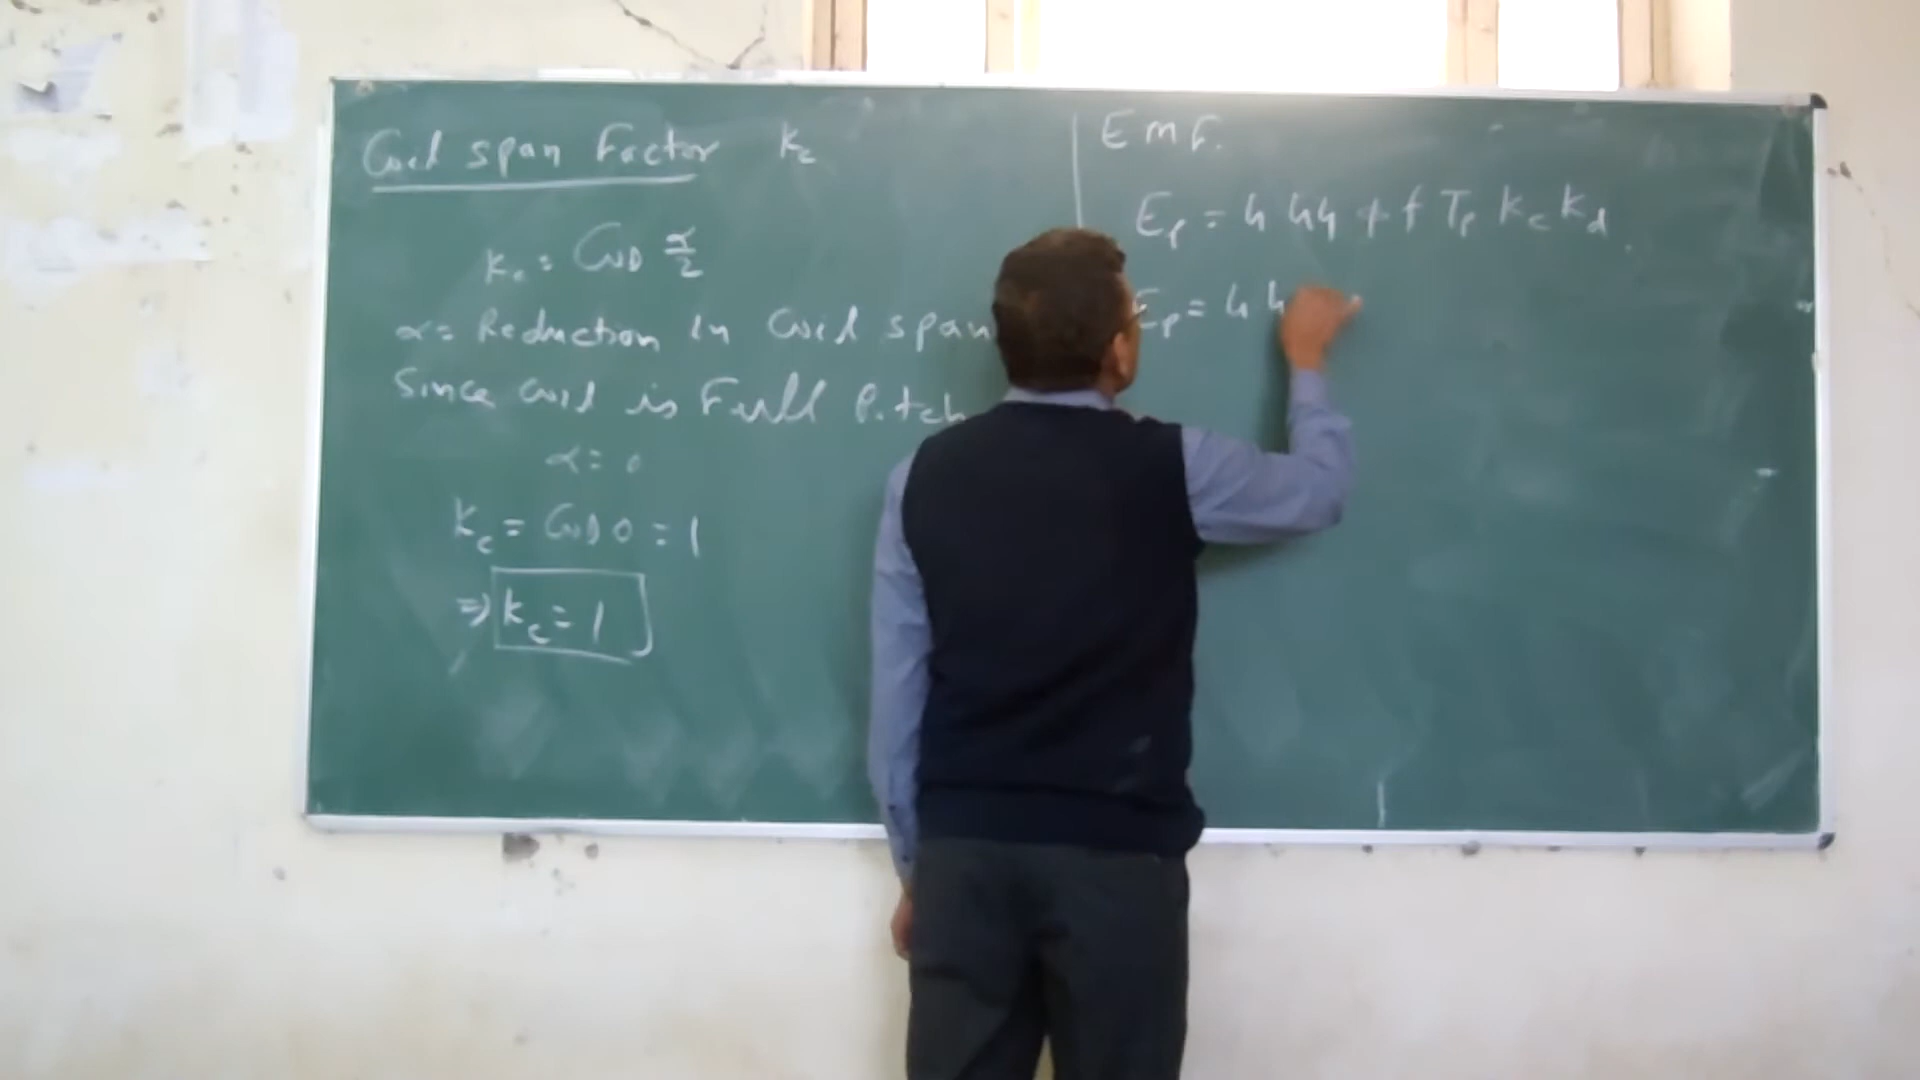 Coil span Factor Kc
Kc = Cos α/2
α = Reduction in Coil span
Since coil is Full Pitch
α = 0
Kc = Cos 0 = 1
⇒ Kc = 1
E M F.
Ep = 4 44 φ f Tp Kc Kd
Ep = 4 4